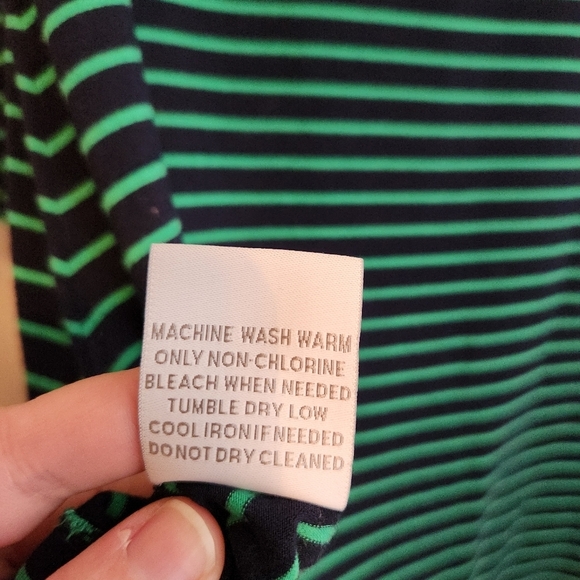 MACHINE WASH WARM
ONLY NON-CHLORINE
BLEACH WHEN NEEDED
TUMBLE DRY LOW
COOL IRON IF NEEDED
DO NOT DRY CLEANED